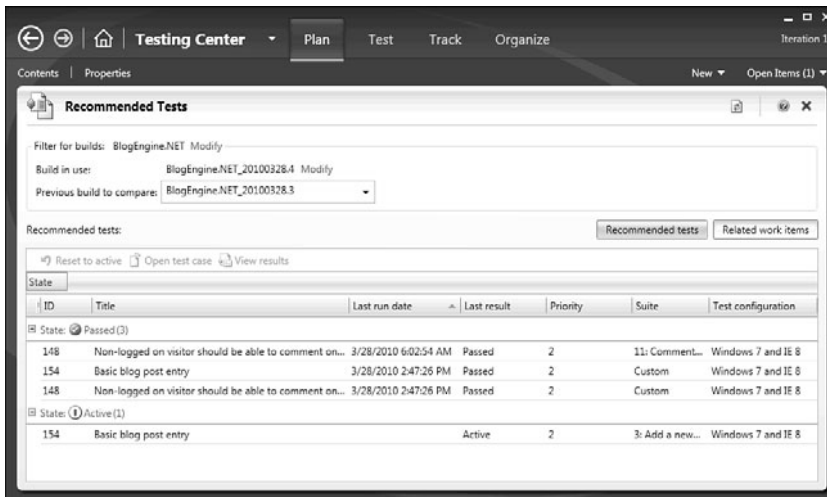 Testing Center Plan Test Track Organize Iteration 1
Contents | Properties New Open Items (1)
Recommended Tests
Filter for builds: BlogEngine.NET Modify
Build in use: BlogEngine.NET_20100328.4 Modify
Previous build to compare: BlogEngine.NET_20100328.3
Recommended tests: Recommended tests Related work items
Reset to active Open test case View results
State
ID Title Last run date Last result Priority Suite Test configuration
State: Passed (3)
148 Non-logged on visitor should be able to comment on... 3/28/2010 6:02:54 AM Passed 2 11: Comment... Windows 7 and IE 8
154 Basic blog post entry 3/28/2010 2:47:26 PM Passed 2 Custom Windows 7 and IE 8
148 Non-logged on visitor should be able to comment on... 3/28/2010 2:47:26 PM Passed 2 Custom Windows 7 and IE 8
State: Active (1)
154 Basic blog post entry Active 2 3: Add a new... Windows 7 and IE 8